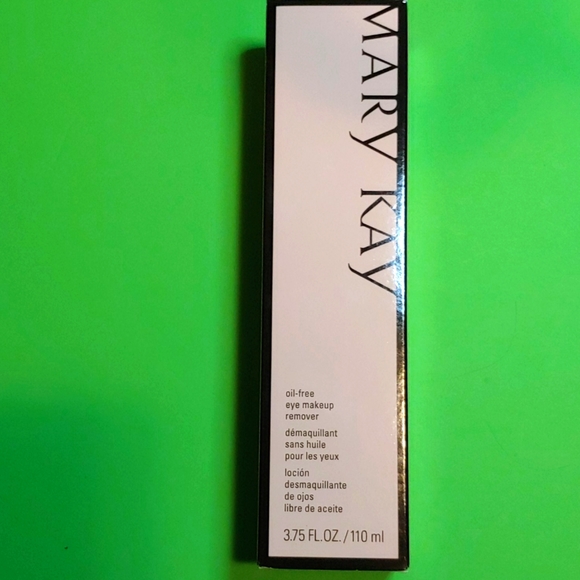 MARY KAY
oil-free
eye makeup
remover
démaquillant
sans huile
pour les yeux
loción
desmaquillante
de ojos
libre de aceite
3.75 FL.OZ./110 ml